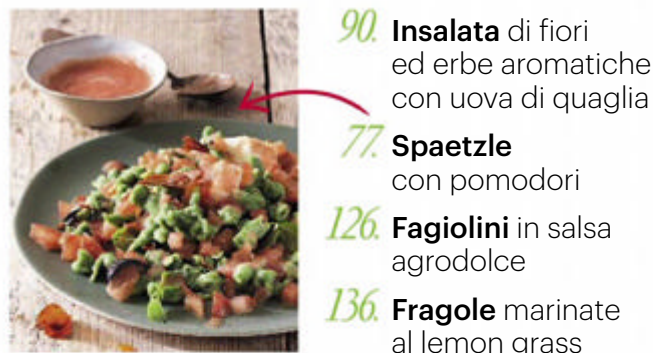 90. Insalata di fiori
ed erbe aromatiche
con uova di quaglia
77. Spaetzle
con pomodori
126. Fagiolini in salsa
agrodolce
136. Fragole marinate
al lemon grass